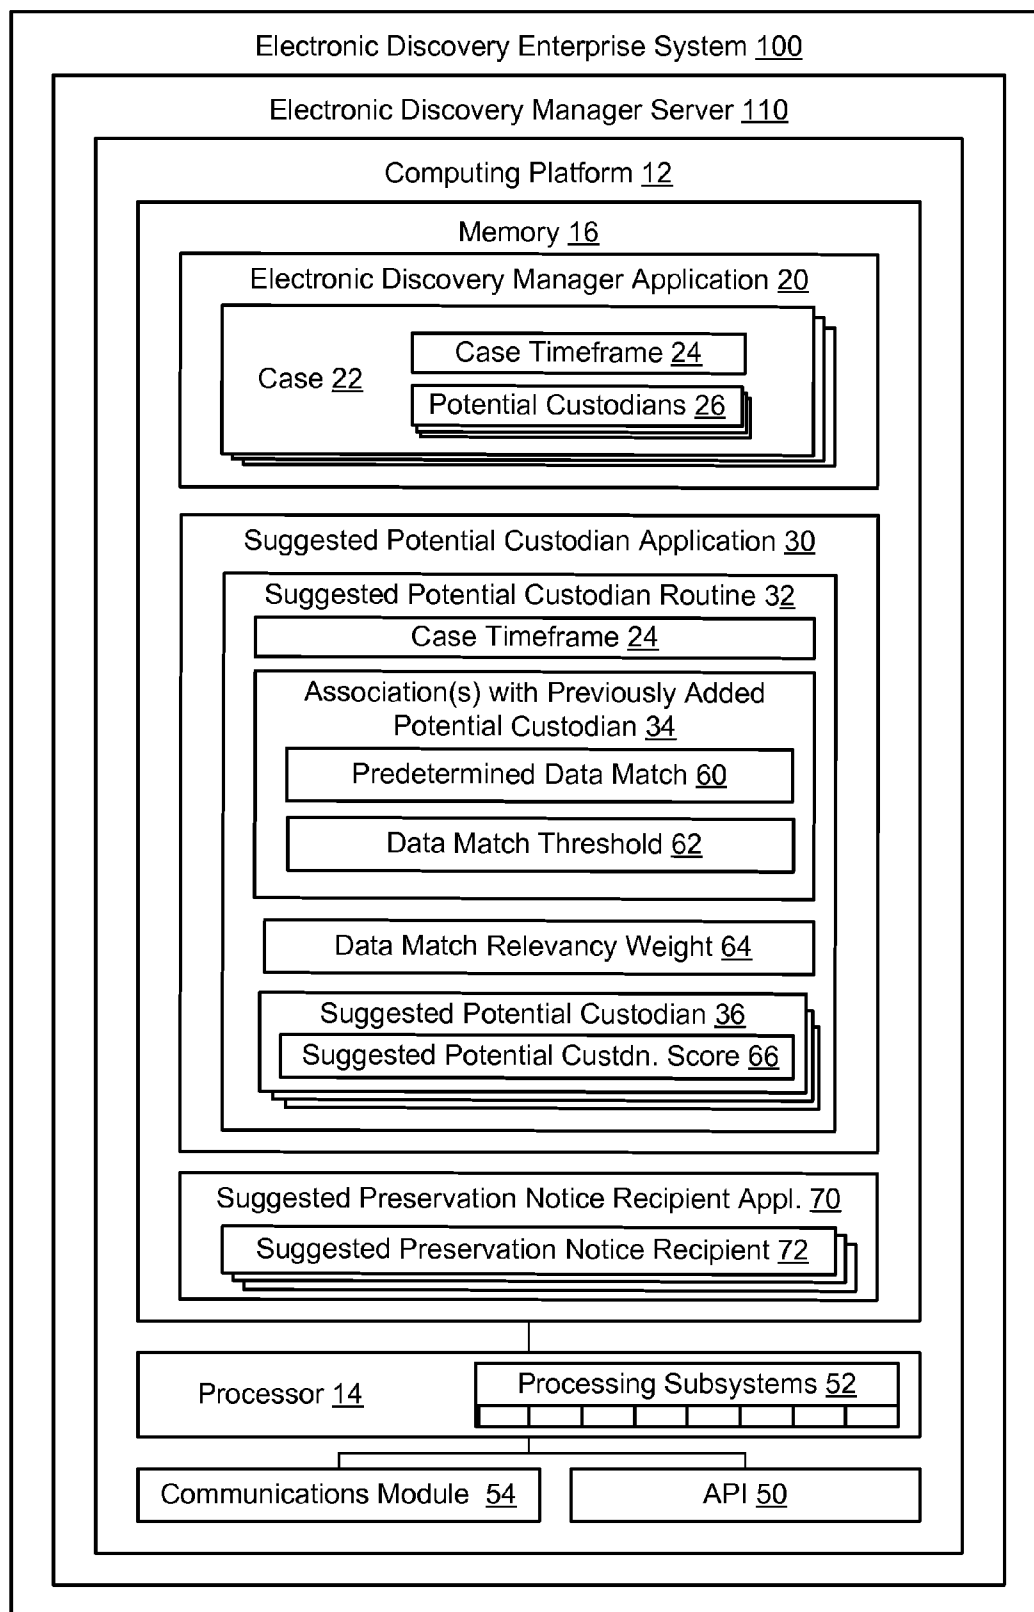 Electronic Discovery Enterprise System 100
Electronic Discovery Manager Server 110
Computing Platform 12
Memory 16
Electronic Discovery Manager Application 20
Case 22
Case Timeframe 24
Potential Custodians 26
Suggested Potential Custodian Application 30
Suggested Potential Custodian Routine 32
Case Timeframe 24
Association(s) with Previously Added
Potential Custodian 34
Predetermined Data Match 60
Data Match Threshold 62
Data Match Relevancy Weight 64
Suggested Potential Custodian 36
Suggested Potential Custdn. Score 66
Suggested Preservation Notice Recipient Appl. 70
Suggested Preservation Notice Recipient 72
Processor 14
Processing Subsystems 52
Communications Module 54
API 50